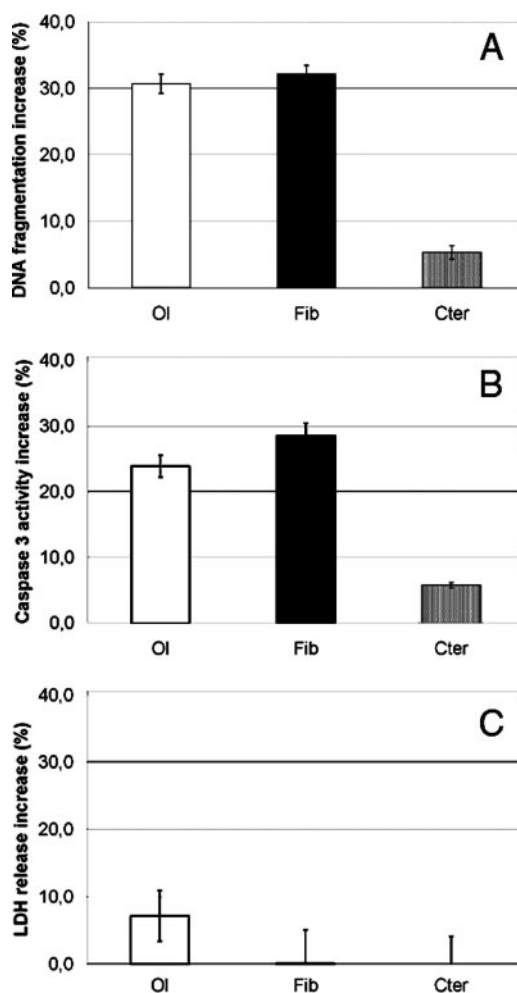 A
DNA fragmentation increase (%)
40,0
30,0
20,0
10,0
0,0
Ol Fib Cter
B
Caspase 3 activity increase (%)
40,0
30,0
20,0
10,0
0,0
Ol Fib Cter
C
LDH release increase (%)
40,0
30,0
20,0
10,0
0,0
Ol Fib Cter